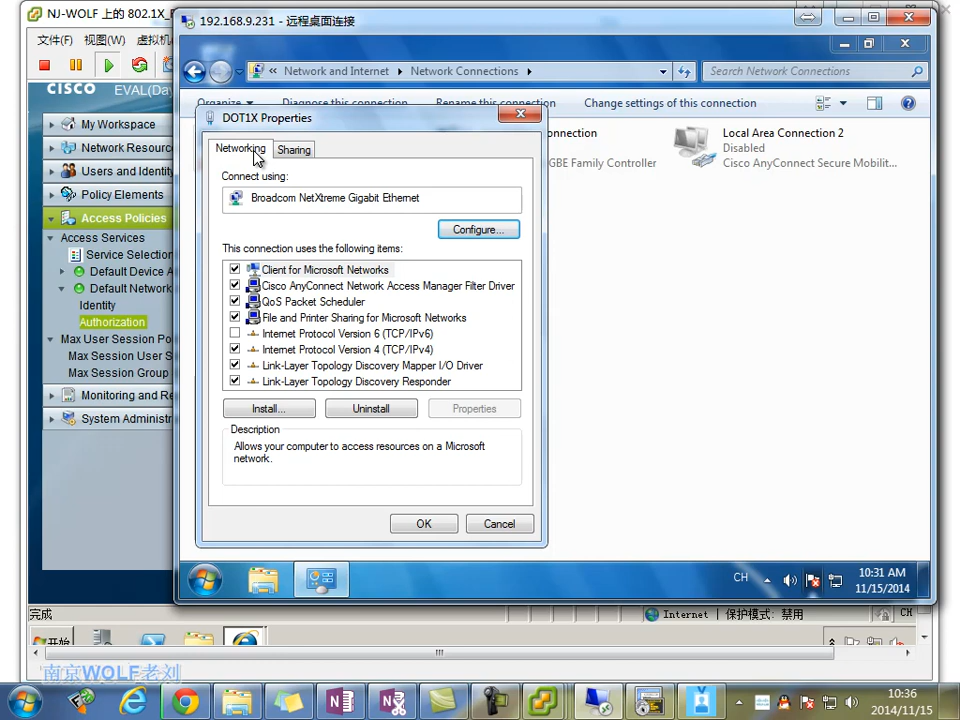 NJ-WOLF 上的 802.1X_
192.168.9.231 - 远程桌面连接
文件(F) 视图(W) 虚拟机
Network and Internet
Network Connections
Search Network Connections
CISCO EVAL(Day
Organize
Diagnose this connection
Rename this connection
Change settings of this connection
My Workspace
Network Resourc
Users and Identity
Policy Elements
Access Policies
Access Services
Service Selection
Default Device A
Default Network
Identity
Authorization
Max User Session Po
Max Session User S
Max Session Group
Monitoring and Re
System Administr
DOT1X Properties
onnection
GBE Family Controller
Local Area Connection 2
Disabled
Cisco AnyConnect Secure Mobilit...
Networking
Sharing
Connect using:
Broadcom NetXtreme Gigabit Ethernet
Configure...
This connection uses the following items:
Client for Microsoft Networks
Cisco AnyConnect Network Access Manager Filter Driver
QoS Packet Scheduler
File and Printer Sharing for Microsoft Networks
Internet Protocol Version 6 (TCP/IPv6)
Internet Protocol Version 4 (TCP/IPv4)
Link-Layer Topology Discovery Mapper I/O Driver
Link-Layer Topology Discovery Responder
Install...
Uninstall
Properties
Description
Allows your computer to access resources on a Microsoft
network.
OK
Cancel
CH
10:31 AM
11/15/2014
完成
Internet | 保护模式: 禁用
CH
开始
南京WOLF老刘
10:36
2014/11/15